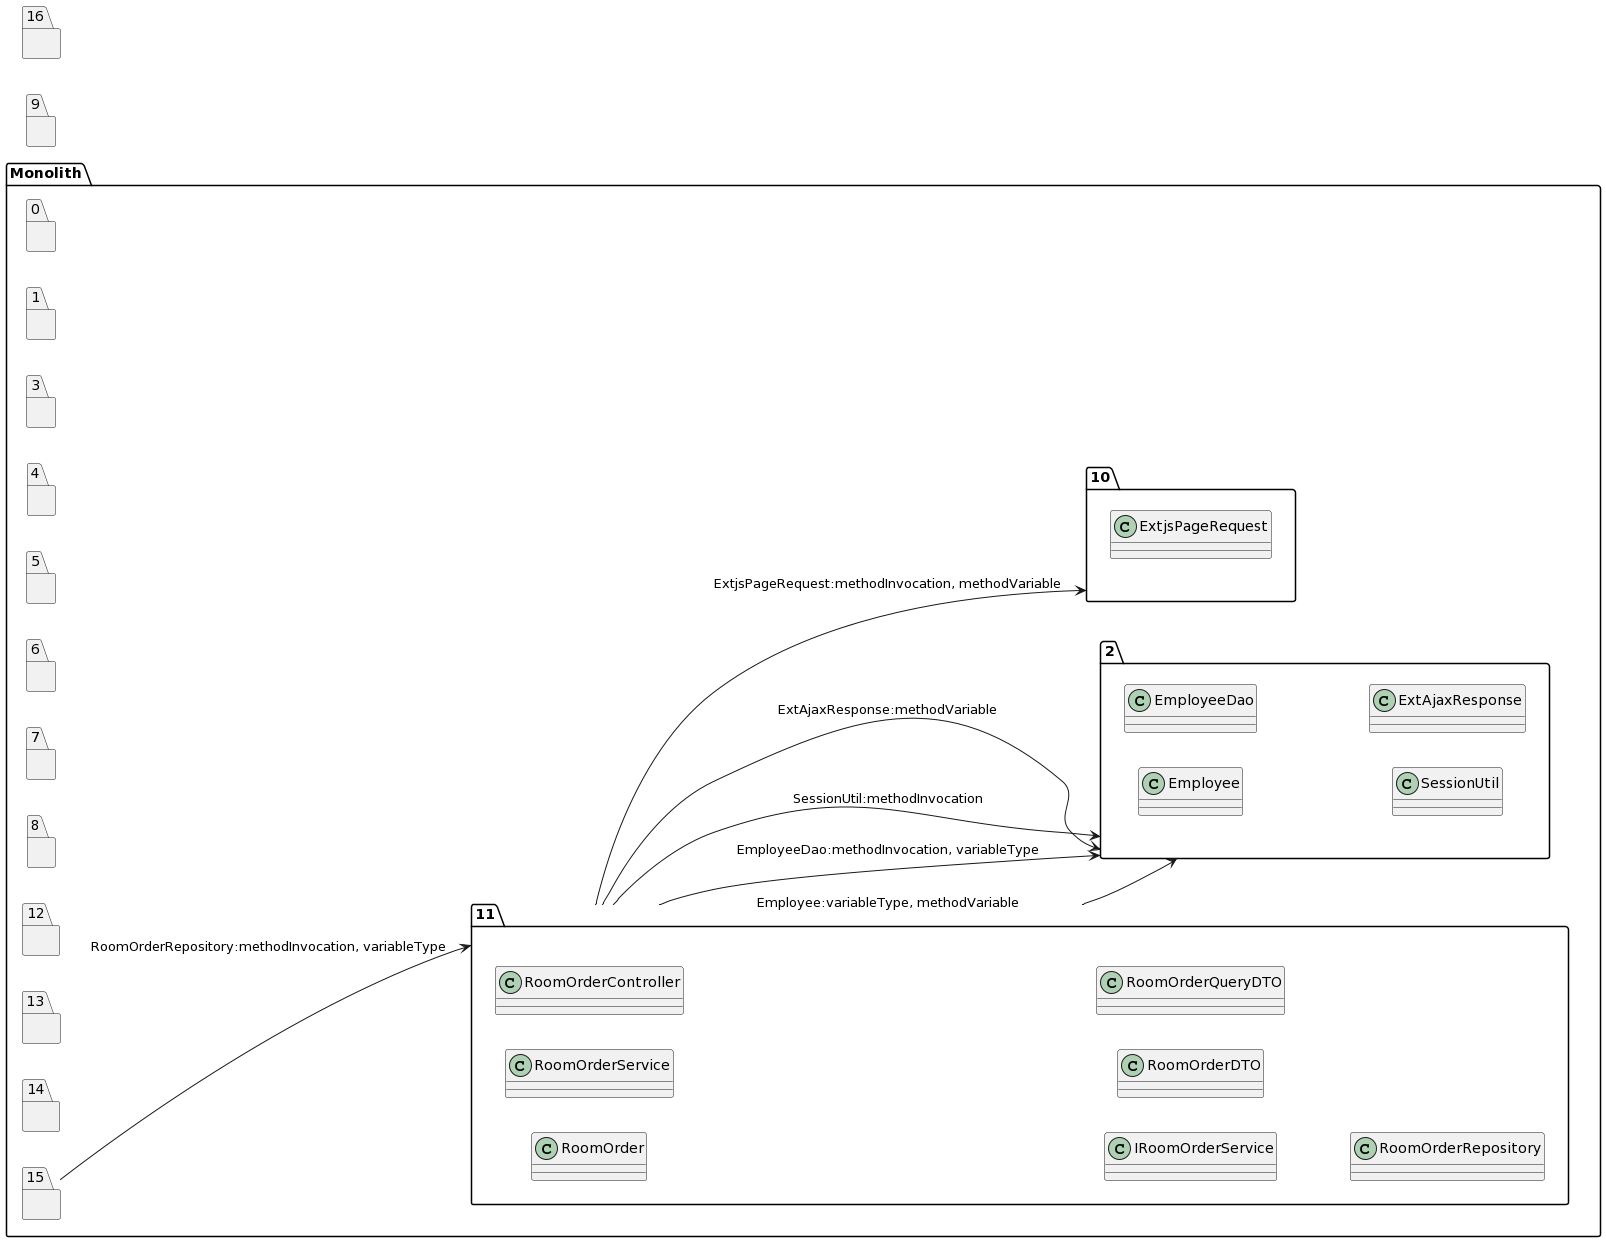 16
9
Monolith
0
1
3
4
10
ExtjsPageRequest
5
ExtjsPageRequest:methodInvocation, methodVariable
6
2
EmployeeDao
ExtAjaxResponse
ExtAjaxResponse:methodVariable
7
Employee
SessionUtil
SessionUtil:methodInvocation
8
EmployeeDao:methodInvocation, variableType
Employee:variableType, methodVariable
12
11
RoomOrderRepository:methodInvocation, variableType
RoomOrderController
RoomOrderQueryDTO
13
RoomOrderService
RoomOrderDTO
14
RoomOrder
IRoomOrderService
RoomOrderRepository
15